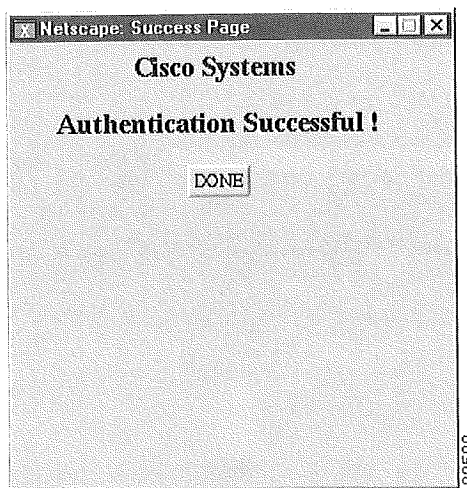 Netscape: Success Page
Cisco Systems
Authentication Successful !
DONE